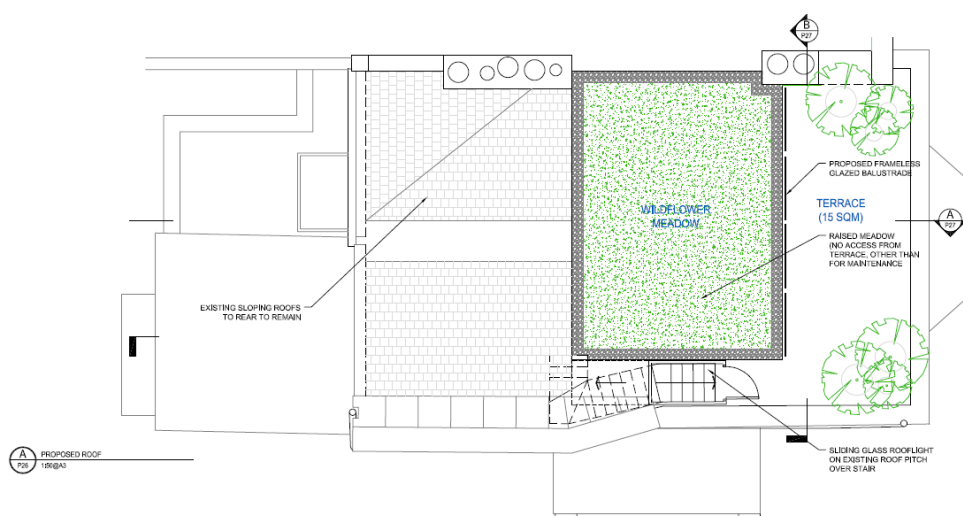 B
P27
PROPOSED FRAMELESS
GLAZED BALUSTRADE
TERRACE
(15 SQM)
A
P27
WILDFLOWER
MEADOW
RAISED MEADOW
(NO ACCESS FROM
TERRACE, OTHER THAN
FOR MAINTENANCE
EXISTING SLOPING ROOFS
TO REAR TO REMAIN
SLIDING GLASS ROOFLIGHT
ON EXISTING ROOF PITCH
OVER STAIR
A
P26
PROPOSED ROOF
1:50@A3